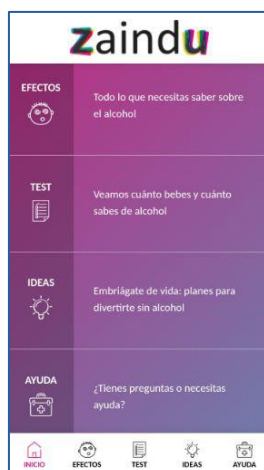 zaindu
EFECTOS
Todo lo que necesitas saber sobre
el alcohol
TEST
Veamos cuánto bebes y cuánto
sabes de alcohol
IDEAS
Embriágate de vida: planes para
divertirte sin alcohol
AYUDA
¿Tienes preguntas o necesitas
ayuda?
INICIO EFECTOS TEST IDEAS AYUDA